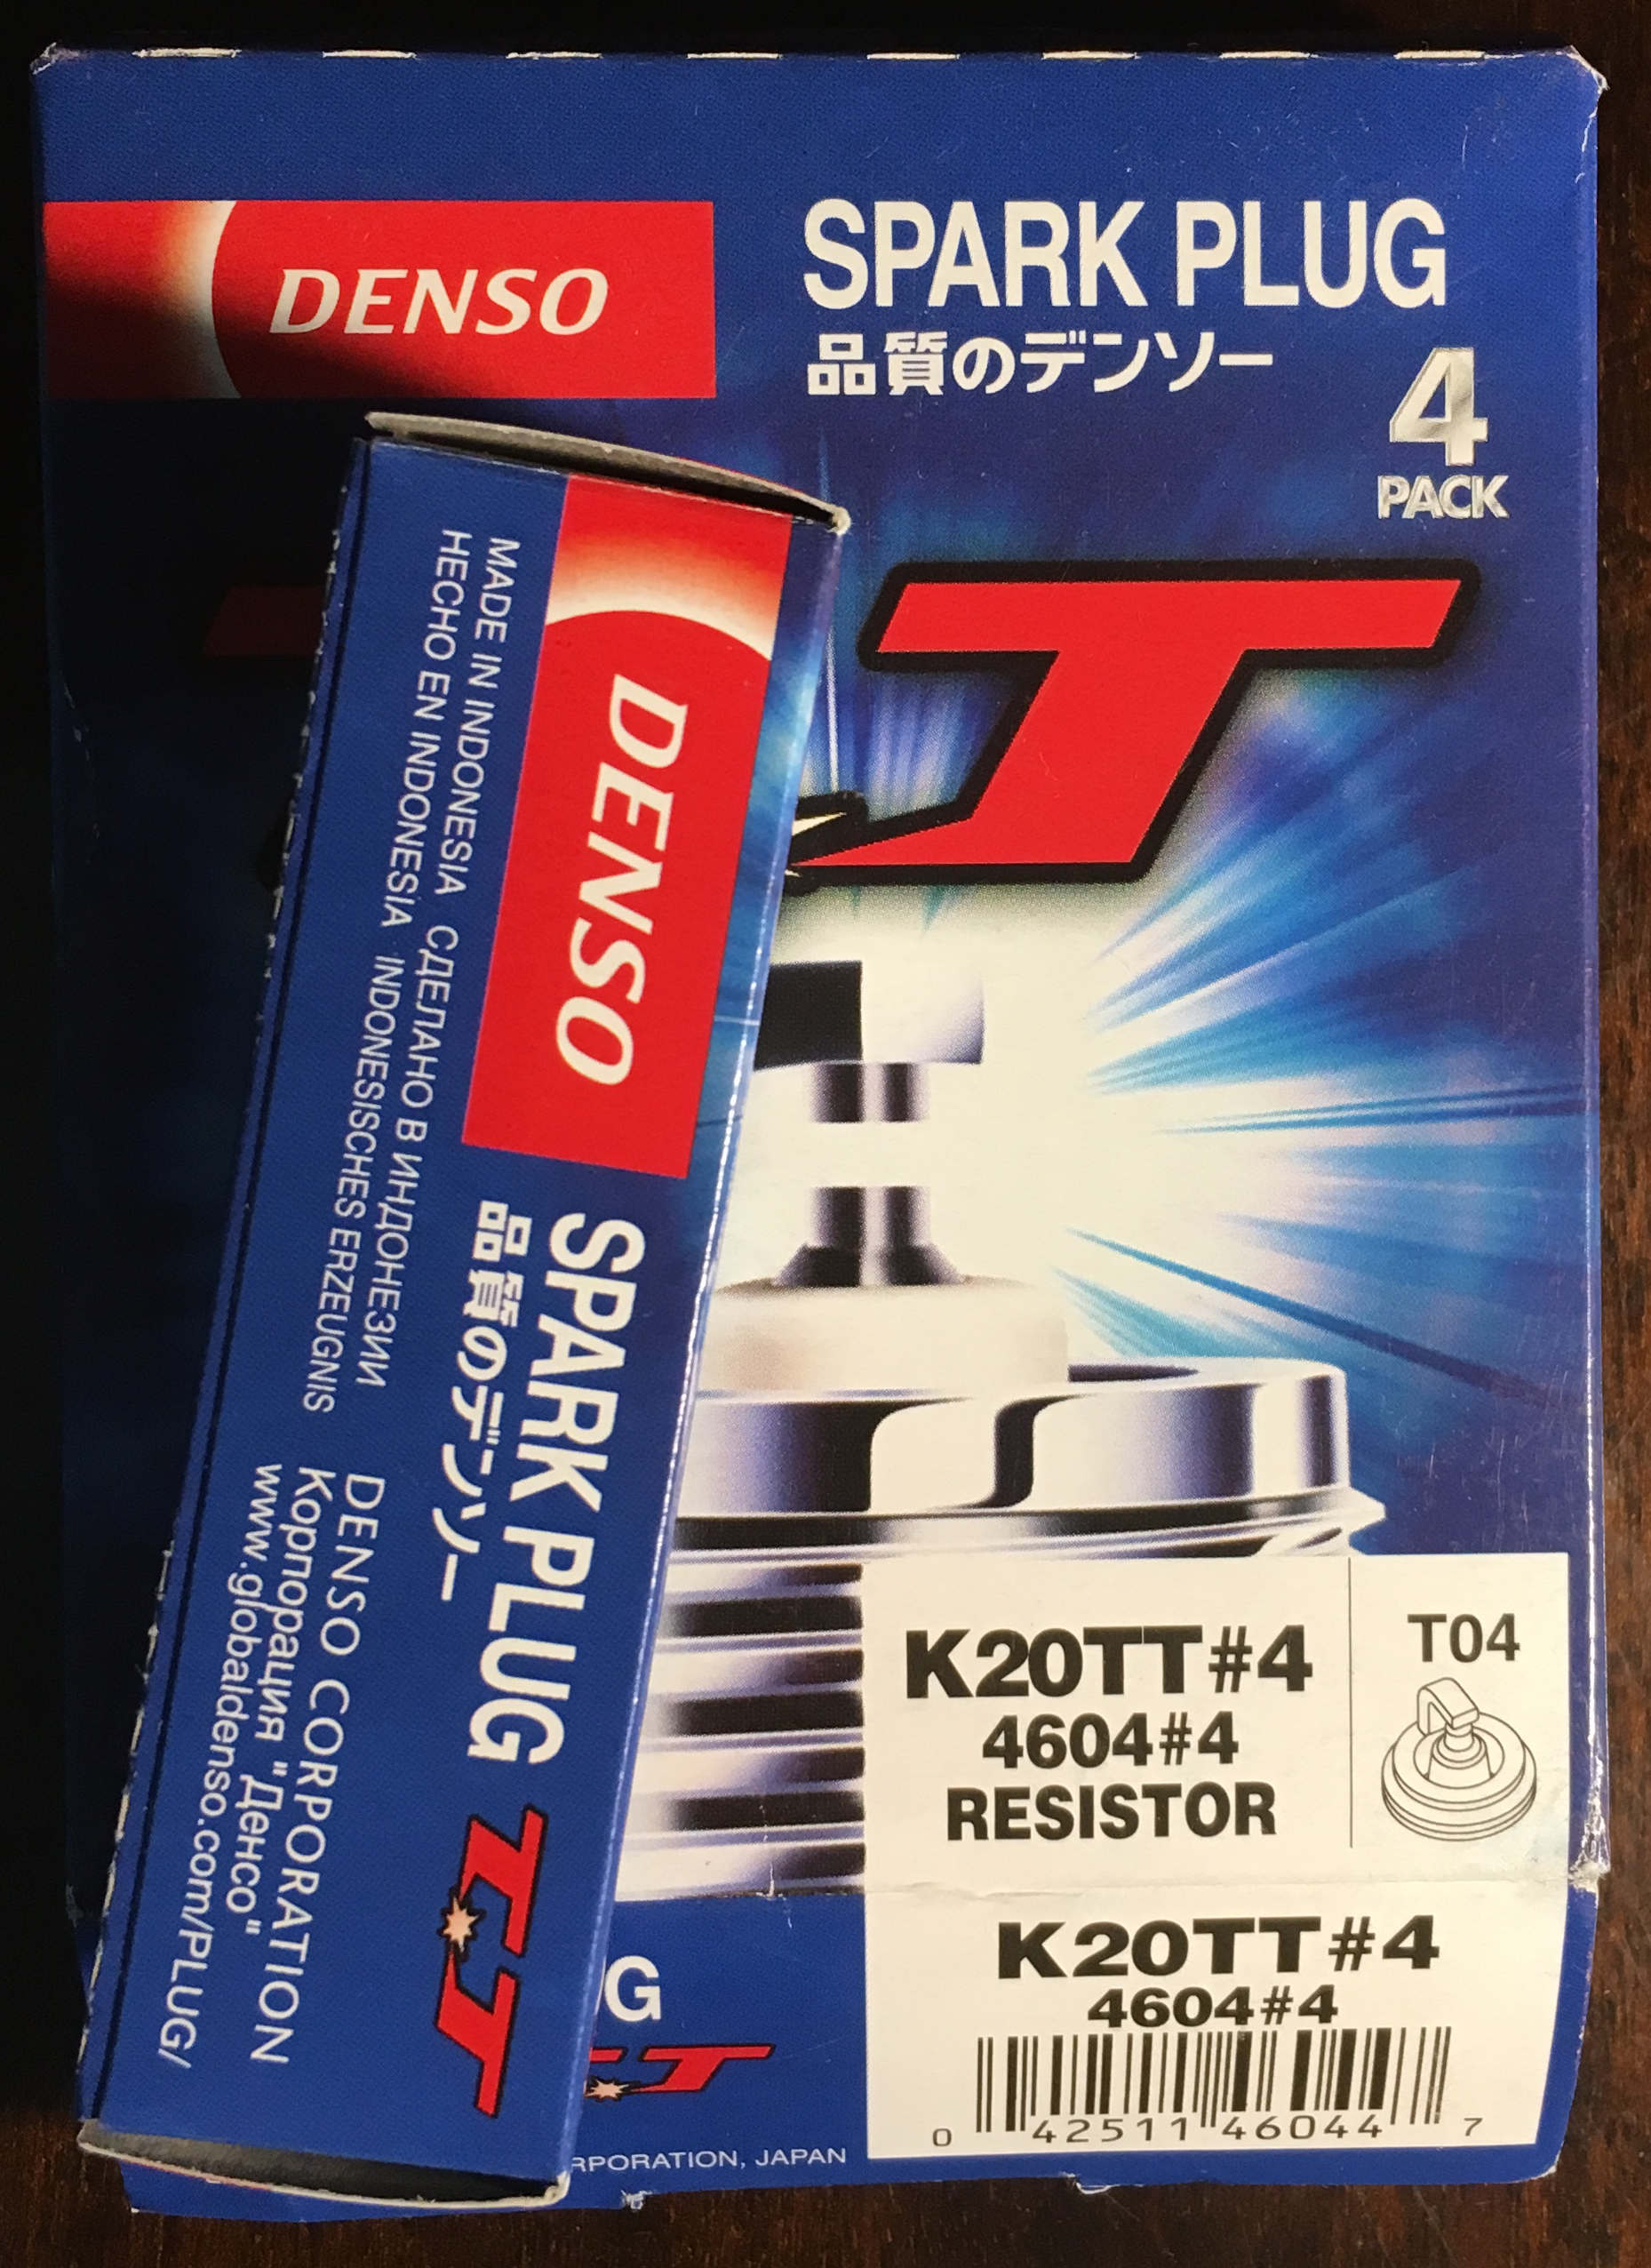 DENSO
SPARK PLUG
品質のデンソー
4
PACK
T
MADE IN INDONESIA СДЕЛАНО В ИНДОНЕЗИИ
HECHO EN INDONESIA INDONESISCHES ERZEUGNIS
DENSO CORPORATION
Корпорация "Денсо"
www.globaldenso.com/PLUG/
DENSO
SPARK PLUG
品質のデンソー
TT
K20TT#4
4604#4
RESISTOR
T04
K20TT#4
4604#4
0 42511 46044 7
G
T
RPORATION, JAPAN